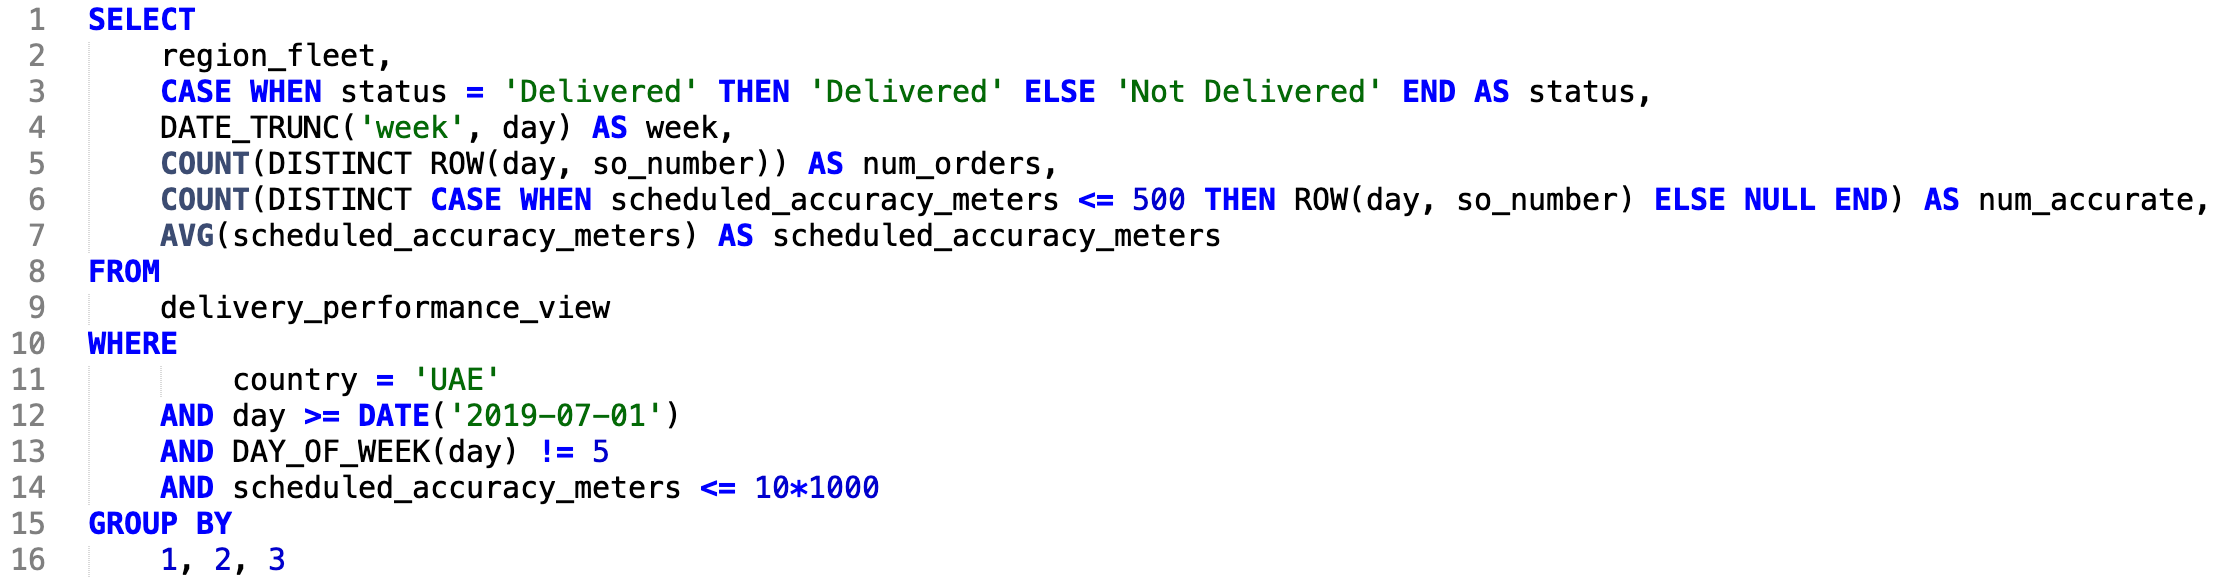 1 SELECT
2 region_fleet,
3 CASE WHEN status = 'Delivered' THEN 'Delivered' ELSE 'Not Delivered' END AS status,
4 DATE_TRUNC('week', day) AS week,
5 COUNT(DISTINCT ROW(day, so_number)) AS num_orders,
6 COUNT(DISTINCT CASE WHEN scheduled_accuracy_meters <= 500 THEN ROW(day, so_number) ELSE NULL END) AS num_accurate,
7 AVG(scheduled_accuracy_meters) AS scheduled_accuracy_meters
8 FROM
9 delivery_performance_view
10 WHERE
11 country = 'UAE'
12 AND day >= DATE('2019-07-01')
13 AND DAY_OF_WEEK(day) != 5
14 AND scheduled_accuracy_meters <= 10*1000
15 GROUP BY
16 1, 2, 3